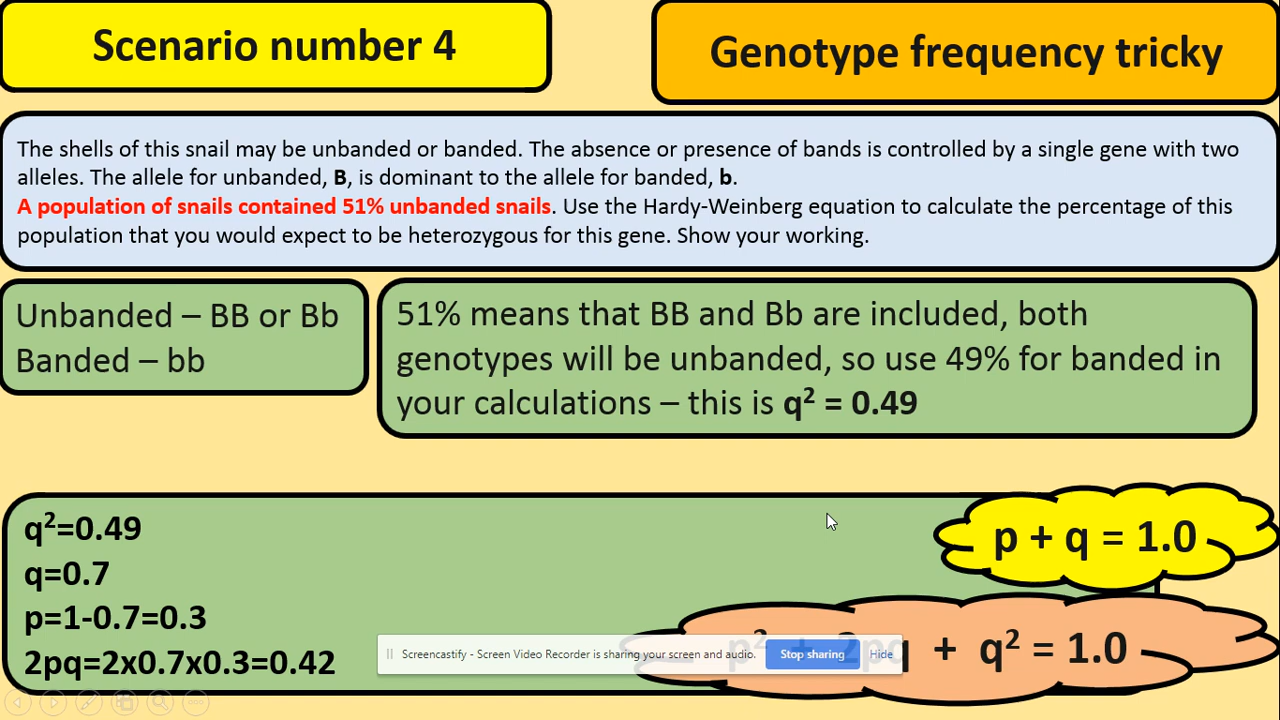 Scenario number 4
Genotype frequency tricky
The shells of this snail may be unbanded or banded. The absence or presence of bands is controlled by a single gene with two
alleles. The allele for unbanded, B, is dominant to the allele for banded, b.
A population of snails contained 51% unbanded snails. Use the Hardy-Weinberg equation to calculate the percentage of this
population that you would expect to be heterozygous for this gene. Show your working.
Unbanded – BB or Bb
Banded – bb
51% means that BB and Bb are included, both
genotypes will be unbanded, so use 49% for banded in
your calculations – this is q² = 0.49
q²=0.49
q=0.7
p=1-0.7=0.3
2pq=2x0.7x0.3=0.42
p + q = 1.0
p² + 2pq + q² = 1.0
Screencastify - Screen Video Recorder is sharing your screen and audio.
Stop sharing
Hide